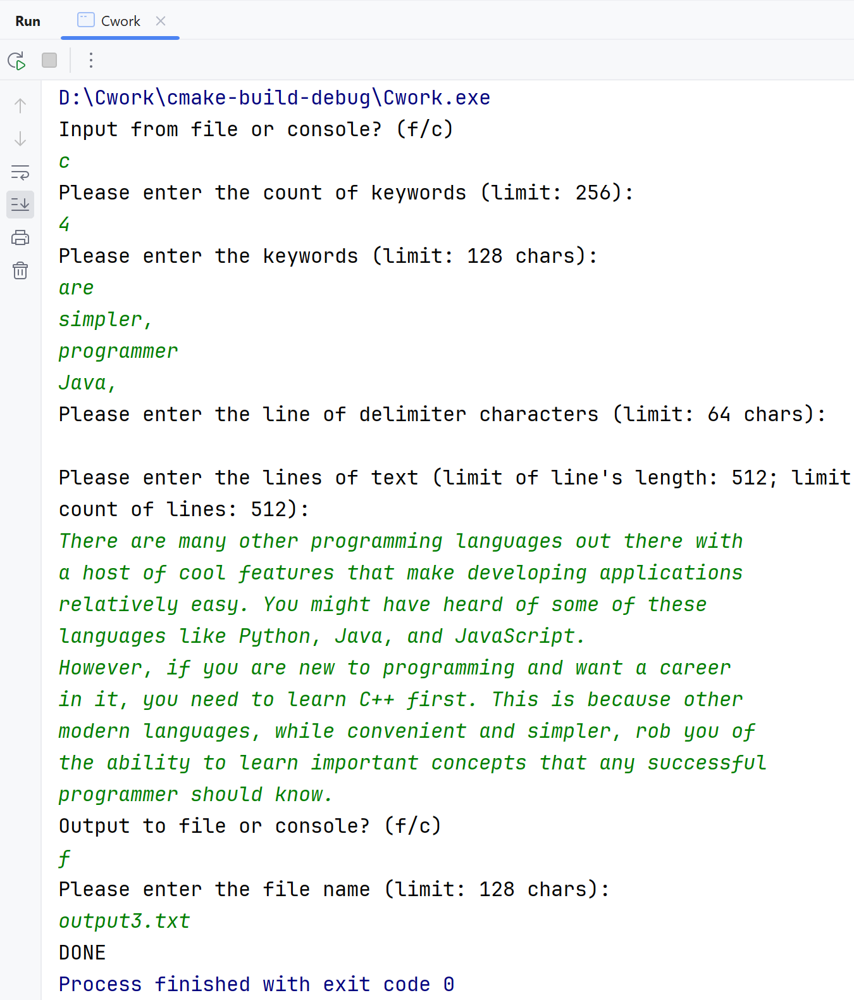 Run Cwork
D:\Cwork\cmake-build-debug\Cwork.exe
Input from file or console? (f/c)
c
Please enter the count of keywords (limit: 256):
4
Please enter the keywords (limit: 128 chars):
are
simpler,
programmer
Java,
Please enter the line of delimiter characters (limit: 64 chars):
Please enter the lines of text (limit of line's length: 512; limit
count of lines: 512):
There are many other programming languages out there with
a host of cool features that make developing applications
relatively easy. You might have heard of some of these
languages like Python, Java, and JavaScript.
However, if you are new to programming and want a career
in it, you need to learn C++ first. This is because other
modern languages, while convenient and simpler, rob you of
the ability to learn important concepts that any successful
programmer should know.
Output to file or console? (f/c)
f
Please enter the file name (limit: 128 chars):
output3.txt
DONE
Process finished with exit code 0